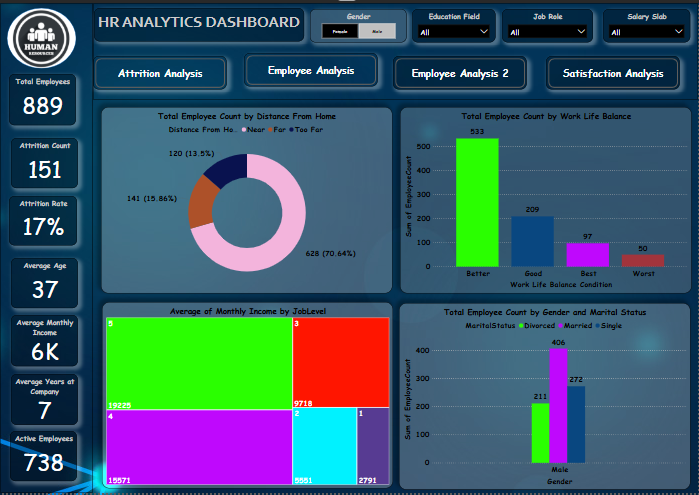 HUMAN
RESOURCES
HR ANALYTICS DASHBOARD
Gender
Female
Male
Education Field
All
Job Role
All
Salary Slab
All
Attrition Analysis
Employee Analysis
Employee Analysis 2
Satisfaction Analysis
Total Employees
889
Attrition Count
151
Attrition Rate
17%
Average Age
37
Average Monthly
Income
6K
Average Years at
Company
7
Active Employees
738
Total Employee Count by Distance From Home
Distance From Ho... Near Far Too Far
120 (13.5%)
141 (15.86%)
628 (70.64%)
Total Employee Count by Work Life Balance
Sum of EmployeeCount
500
400
300
200
100
0
533
209
97
50
Better
Good
Best
Worst
Work Life Balance Condition
Average of Monthly Income by JobLevel
5
19225
3
9718
4
15571
2
1
2791
Total Employee Count by Gender and Marital Status
MaritalStatus Divorced Married Single
Sum of EmployeeCount
400
300
200
100
0
211
406
272
Male
Gender